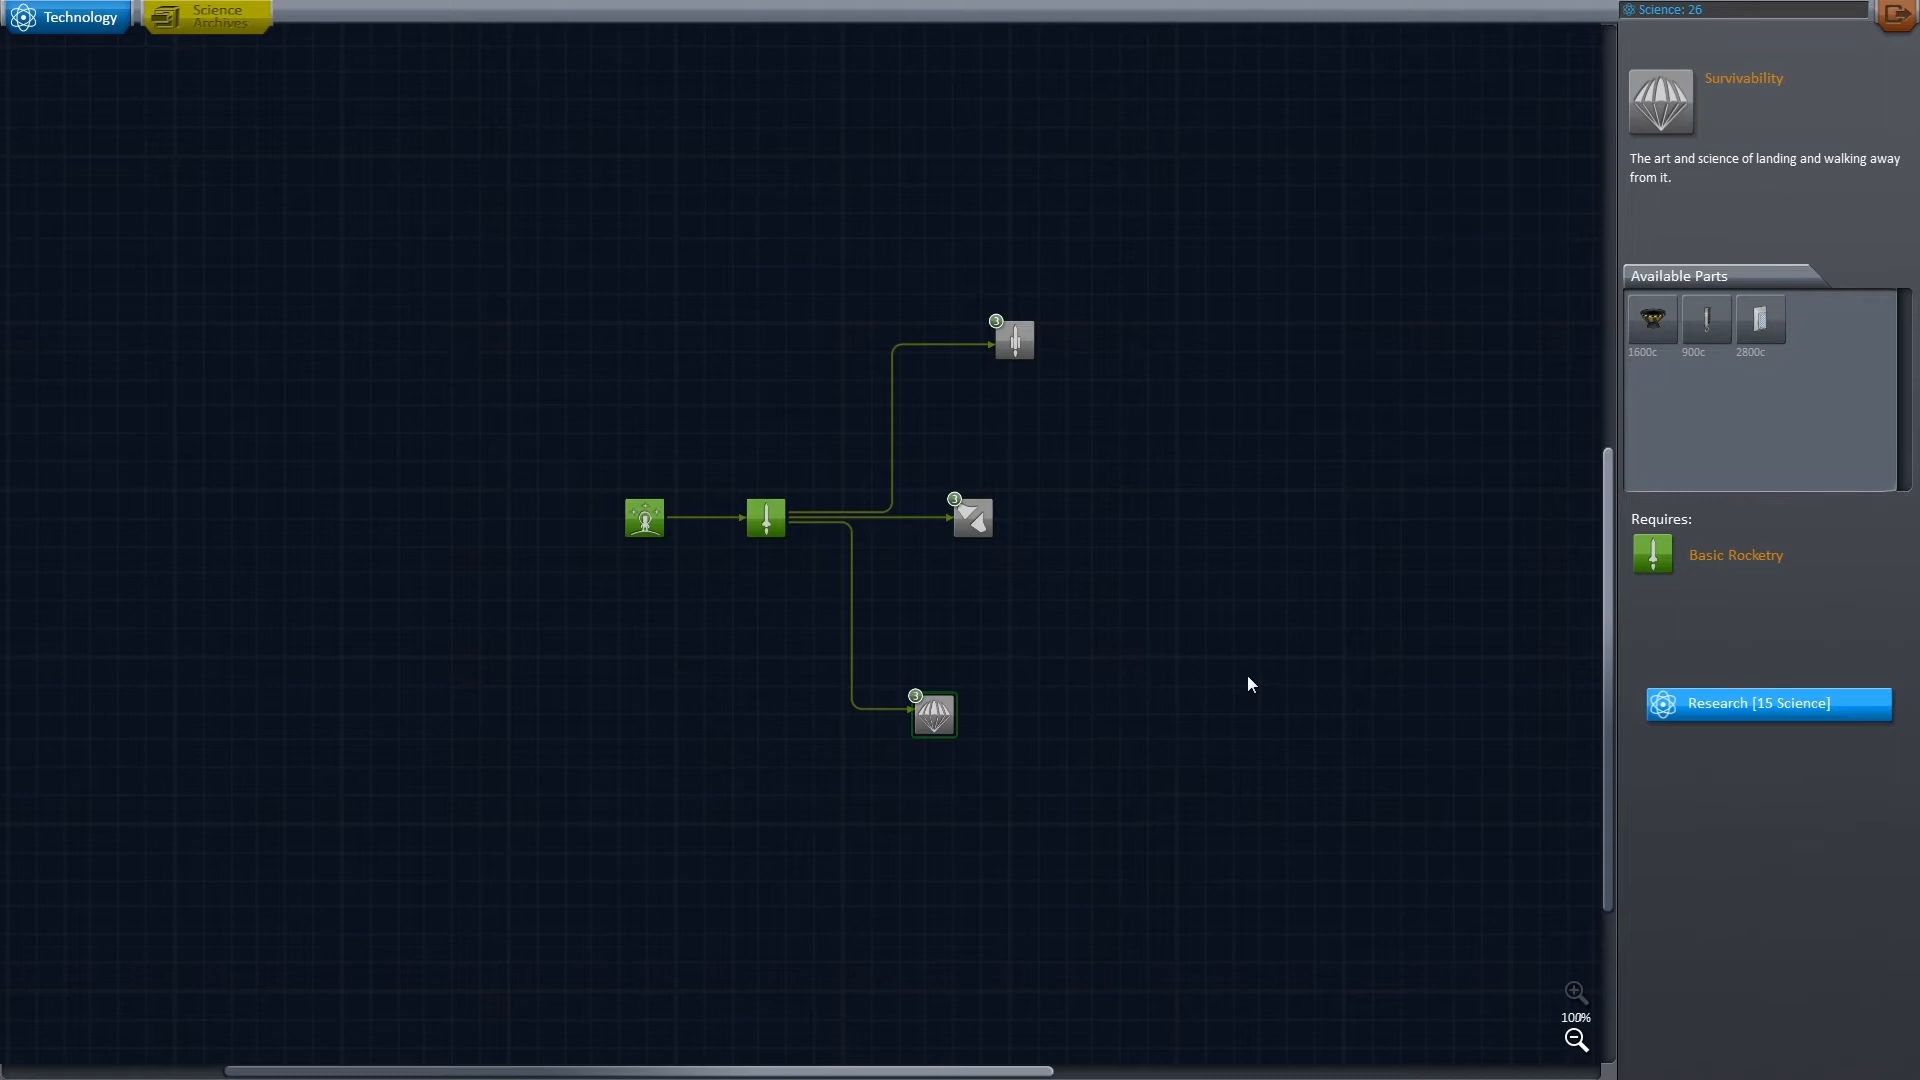 Technology
Science
Archives
Science: 26
Survivability
The art and science of landing and walking away
from it.
Available Parts
1600c 900c 2800c
3
3
Requires:
Basic Rocketry
3
Research [15 Science]
100%